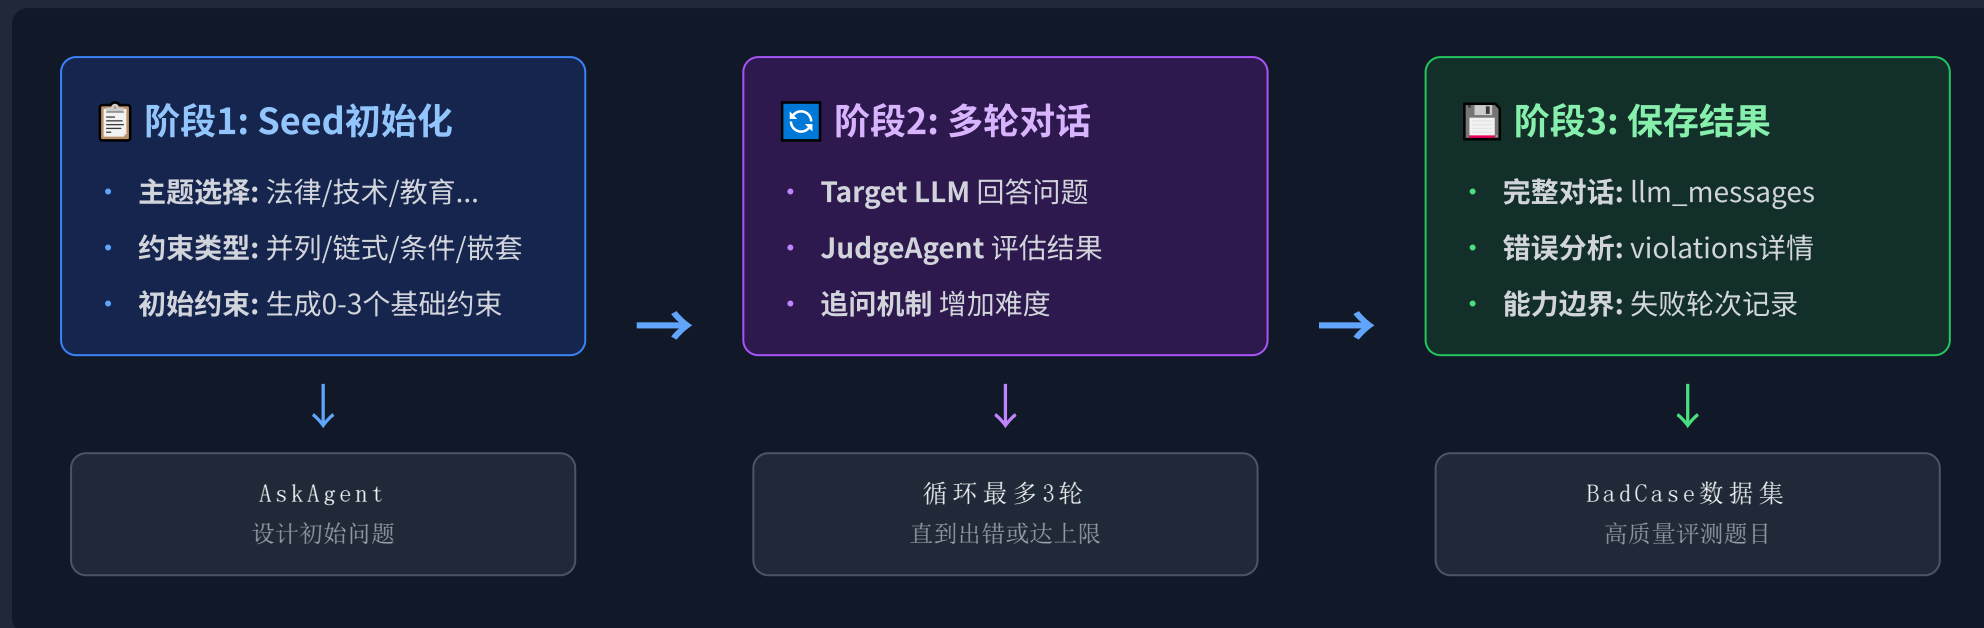 阶段1: Seed初始化
主题选择: 法律/技术/教育...
约束类型: 并列/链式/条件/嵌套
初始约束: 生成0-3个基础约束
AskAgent
设计初始问题
阶段2: 多轮对话
Target LLM 回答问题
JudgeAgent 评估结果
追问机制 增加难度
循环最多3轮
直到出错或达上限
阶段3: 保存结果
完整对话: llm_messages
错误分析: violations详情
能力边界: 失败轮次记录
BadCase数据集
高质量评测题目